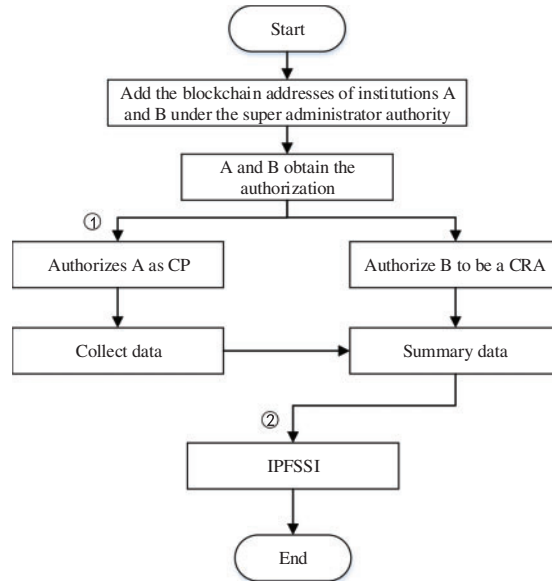 Start
Add the blockchain addresses of institutions A
and B under the super administrator authority
A and B obtain the
authorization
①
Authorizes A as CP
Authorize B to be a CRA
Collect data
Summary data
②
IPFSSI
End